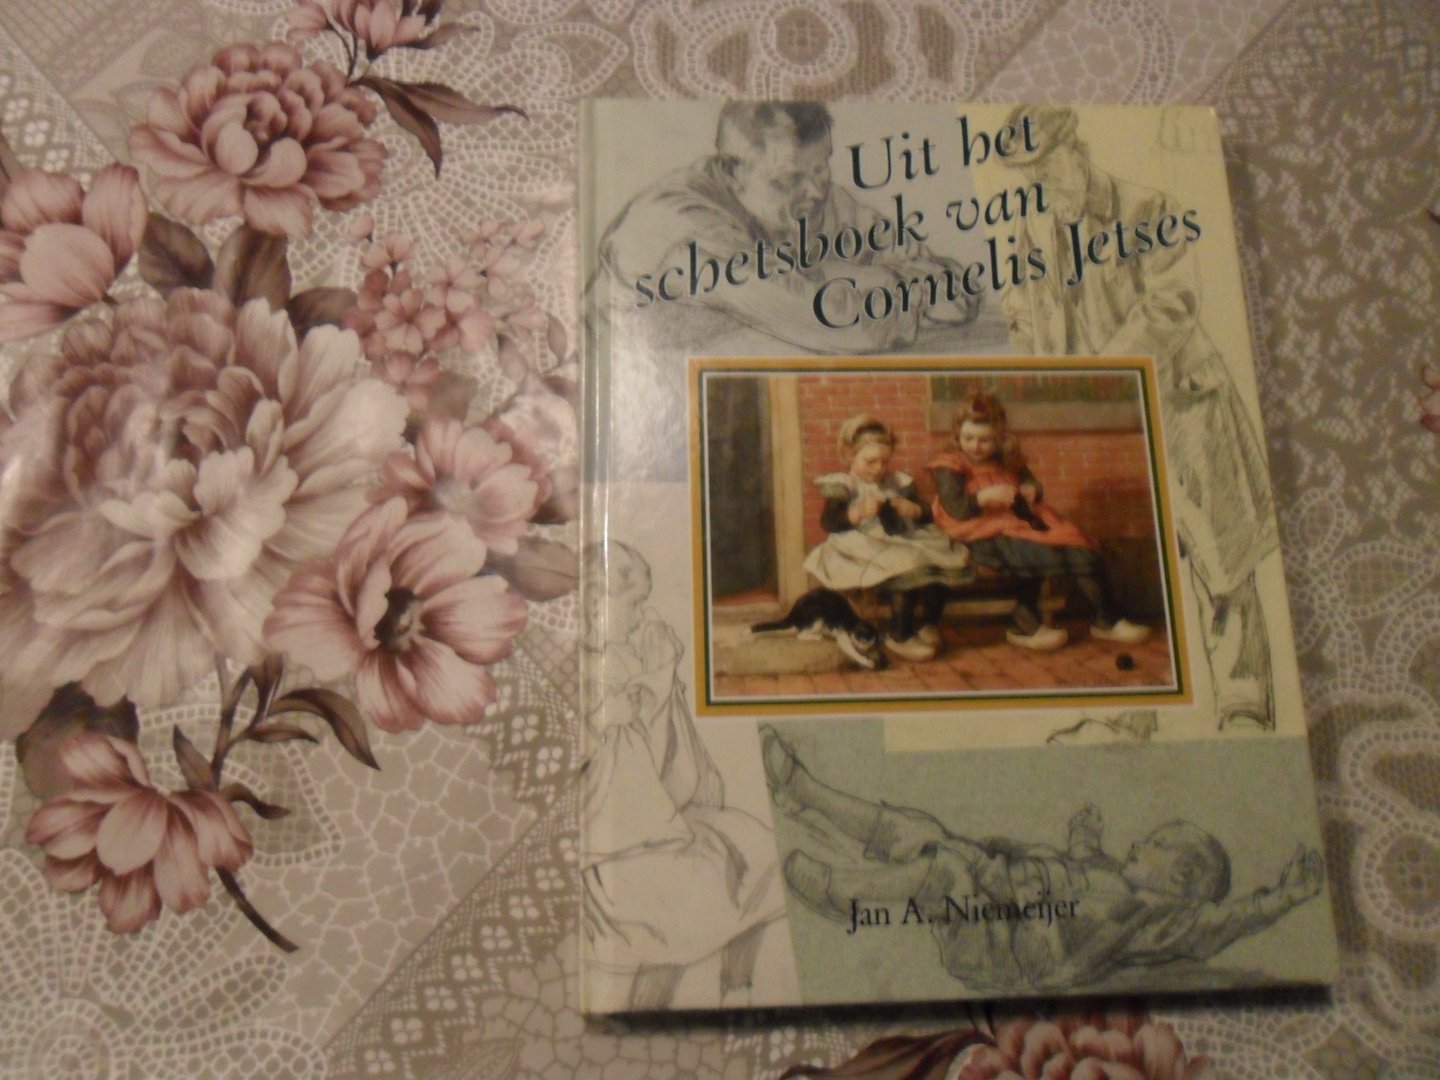 Uit het
schetsboek van
Cornelis Jetses
Jan A. Niemeijer